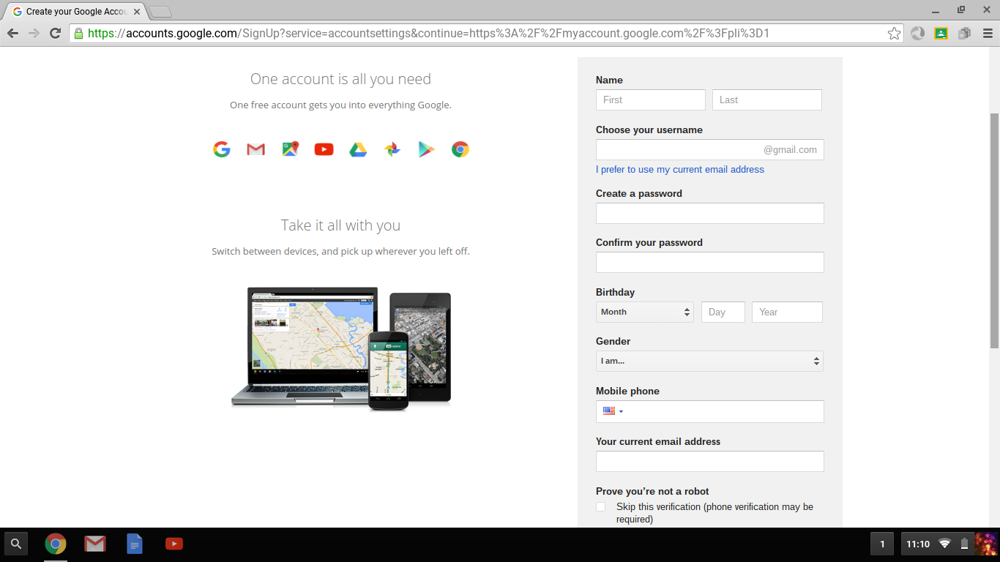 Create your Google Accou
https://accounts.google.com/SignUp?service=accountsettings&continue=https%3A%2F%2Fmyaccount.google.com%2F%3Fpli%3D1
One account is all you need
One free account gets you into everything Google.
Take it all with you
Switch between devices, and pick up wherever you left off.
Name
First Last
Choose your username
@gmail.com
I prefer to use my current email address
Create a password
Confirm your password
Birthday
Month Day Year
Gender
I am...
Mobile phone
Your current email address
Prove you're not a robot
Skip this verification (phone verification may be
required)
1 11:10